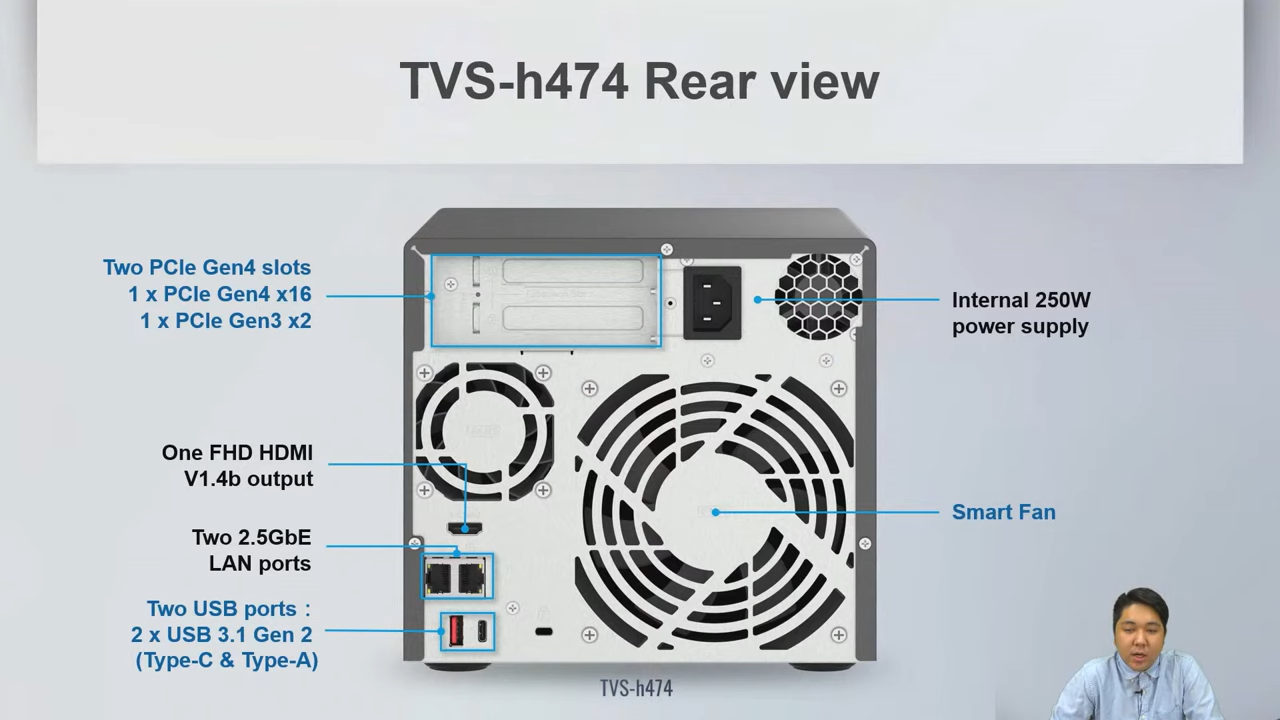 TVS-h474 Rear view
Two PCIe Gen4 slots
1 x PCIe Gen4 x16
1 x PCIe Gen3 x2
Internal 250W
power supply
One FHD HDMI
V1.4b output
Smart Fan
Two 2.5GbE
LAN ports
Two USB ports :
2 x USB 3.1 Gen 2
(Type-C & Type-A)
TVS-h474